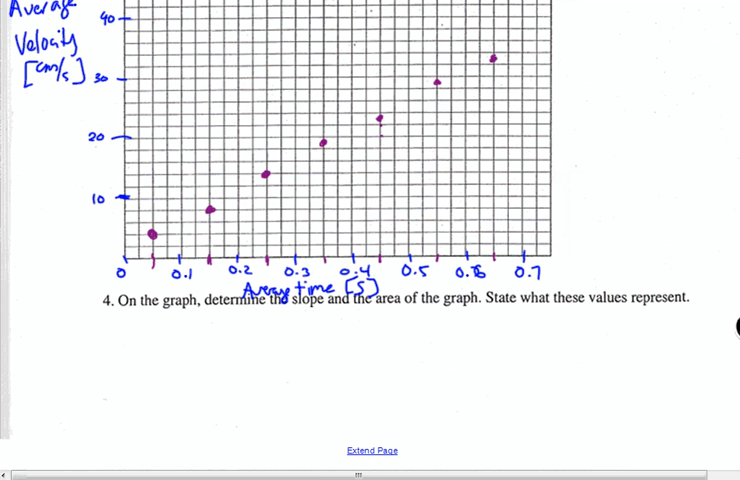 Average
40
Velocity
[cm/s]
30
20
10
0 0.1 0.2 0.3 0.4 0.5 0.6 0.7
Average time [s]
4. On the graph, determine the slope and the area of the graph. State what these values represent.
Extend Page